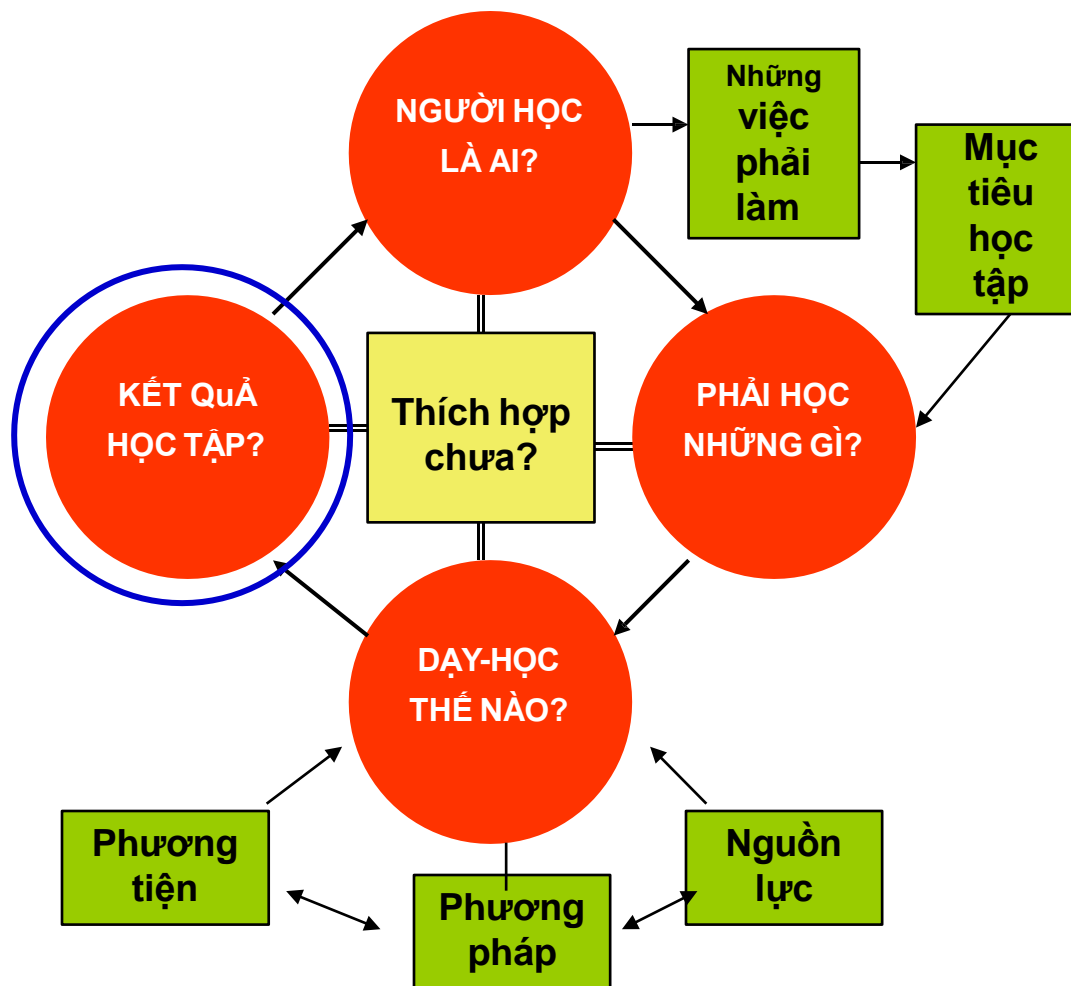 NGƯỜI HỌC
LÀ AI?
Những
việc
phải
làm
Mục
tiêu
học
tập
KẾT QuẢ
HỌC TẬP?
Thích hợp
chưa?
PHẢI HỌC
NHỮNG GÌ?
DẠY-HỌC
THẾ NÀO?
Phương
tiện
Phương
pháp
Nguồn
lực